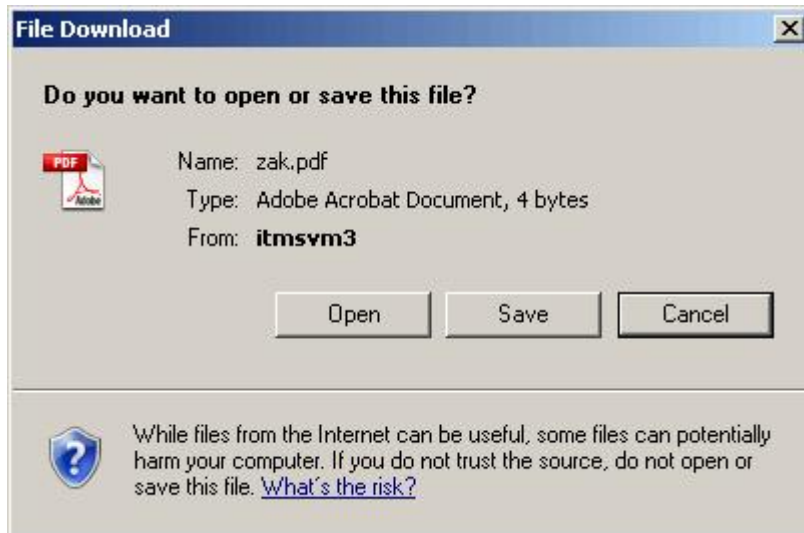 File Download
Do you want to open or save this file?
PDF
Adobe
Name: zak.pdf
Type: Adobe Acrobat Document, 4 bytes
From: itmsvm3
Open Save Cancel
While files from the Internet can be useful, some files can potentially
harm your computer. If you do not trust the source, do not open or
save this file. What's the risk?